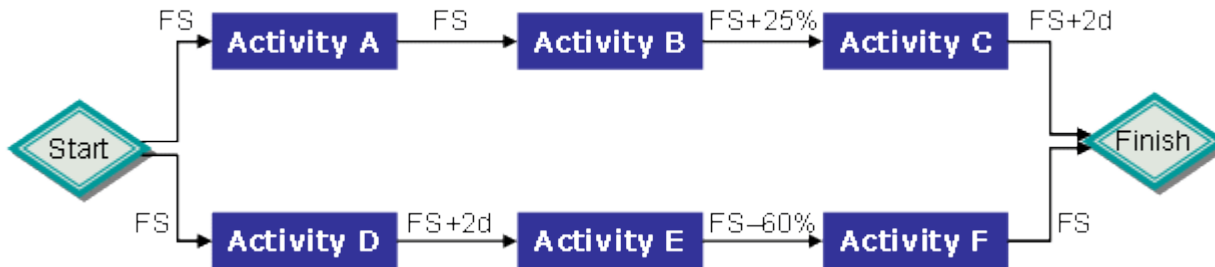 FS Activity A FS Activity B FS+25% Activity C FS+2d
Start Finish
FS Activity D FS+2d Activity E FS–60% Activity F FS